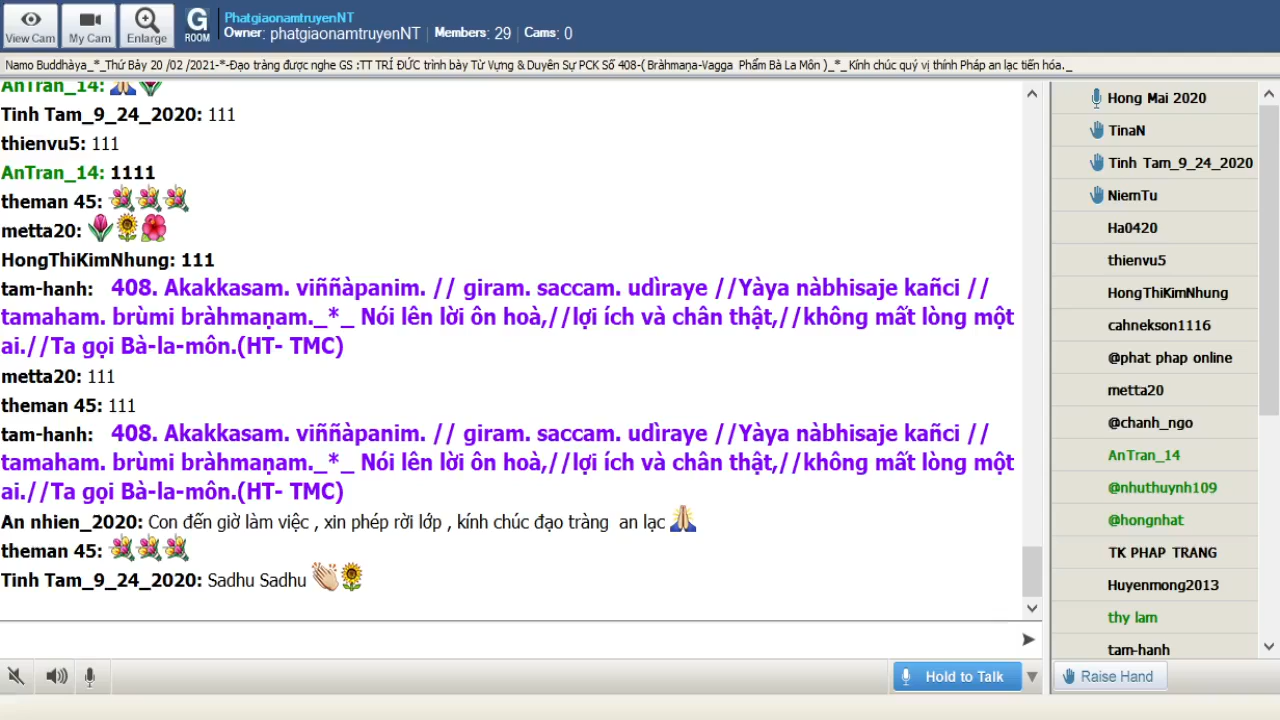 View Cam
My Cam
Enlarge
G
ROOM
PhatgiaonamtruyenNT
Owner: phatgiaonamtruyenNT | Members: 29 | Cams: 0
Namo Buddhàya_*_Thứ Bảy 20 /02 /2021-*-Đạo tràng được nghe GS :TT TRÍ ĐỨC trình bày Từ Vựng & Duyên Sự PCK Số 408-( Bràhmaṇa-Vagga Phẩm Bà La Môn )_*_ Kính chúc quý vị thính Pháp an lạc tiến hóa._
AnTran_14:
Tinh Tam_9_24_2020: 111
thienvu5: 111
AnTran_14: 1111
theman 45:
metta20:
HongThiKimNhung: 111
tam-hanh: 408. Akakkasam. viññàpanim. // giram. saccam. udìraye //Yàya nàbhisaje kañci //
tamaham. brùmi bràhmaṇam._*_ Nói lên lời ôn hoà,//lợi ích và chân thật,//không mất lòng một
ai.//Ta gọi Bà-la-môn.(HT- TMC)
metta20: 111
theman 45: 111
tam-hanh: 408. Akakkasam. viññàpanim. // giram. saccam. udìraye //Yàya nàbhisaje kañci //
tamaham. brùmi bràhmaṇam._*_ Nói lên lời ôn hoà,//lợi ích và chân thật,//không mất lòng một
ai.//Ta gọi Bà-la-môn.(HT- TMC)
An nhien_2020: Con đến giờ làm việc , xin phép rời lớp , kính chúc đạo tràng an lạc
theman 45:
Tinh Tam_9_24_2020: Sadhu Sadhu
Hold to Talk
Hong Mai 2020
TinaN
Tinh Tam_9_24_2020
NiemTu
Ha0420
thienvu5
HongThiKimNhung
cahnekson1116
@phat phap online
metta20
@chanh_ngo
AnTran_14
@nhuthuynh109
@hongnhat
TK PHAP TRANG
Huyenmong2013
thy lam
tam-hanh
Raise Hand